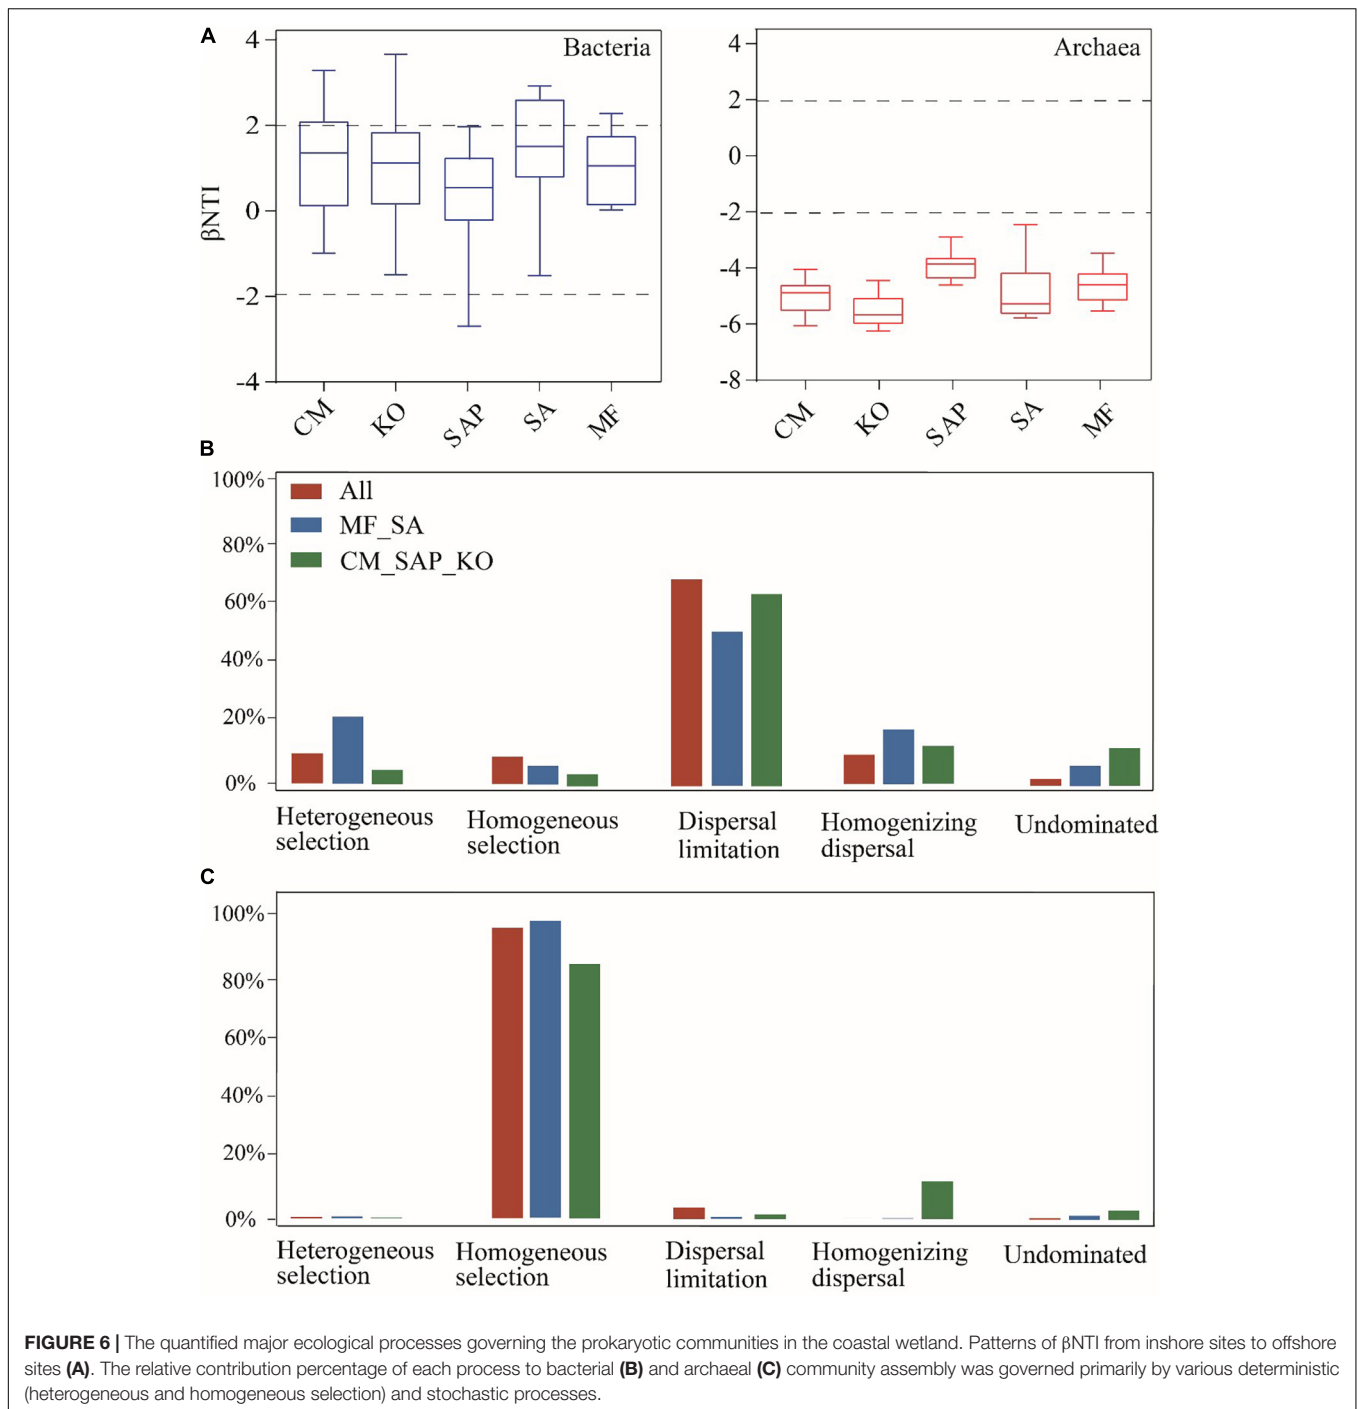 A
Bacteria
βNTI
4
2
0
-2
-4
CM
KO
SAP
SA
MF
Archaea
4
2
0
-2
-4
-6
-8
CM
KO
SAP
SA
MF
B
100%
80%
60%
40%
20%
0%
All
MF_SA
CM_SAP_KO
Heterogeneous
selection
Homogeneous
selection
Dispersal
limitation
Homogenizing
dispersal
Undominated
C
100%
80%
60%
40%
20%
0%
Heterogeneous
selection
Homogeneous
selection
Dispersal
limitation
Homogenizing
dispersal
Undominated
FIGURE 6 | The quantified major ecological processes governing the prokaryotic communities in the coastal wetland. Patterns of βNTI from inshore sites to offshore
sites (A). The relative contribution percentage of each process to bacterial (B) and archaeal (C) community assembly was governed primarily by various deterministic
(heterogeneous and homogeneous selection) and stochastic processes.